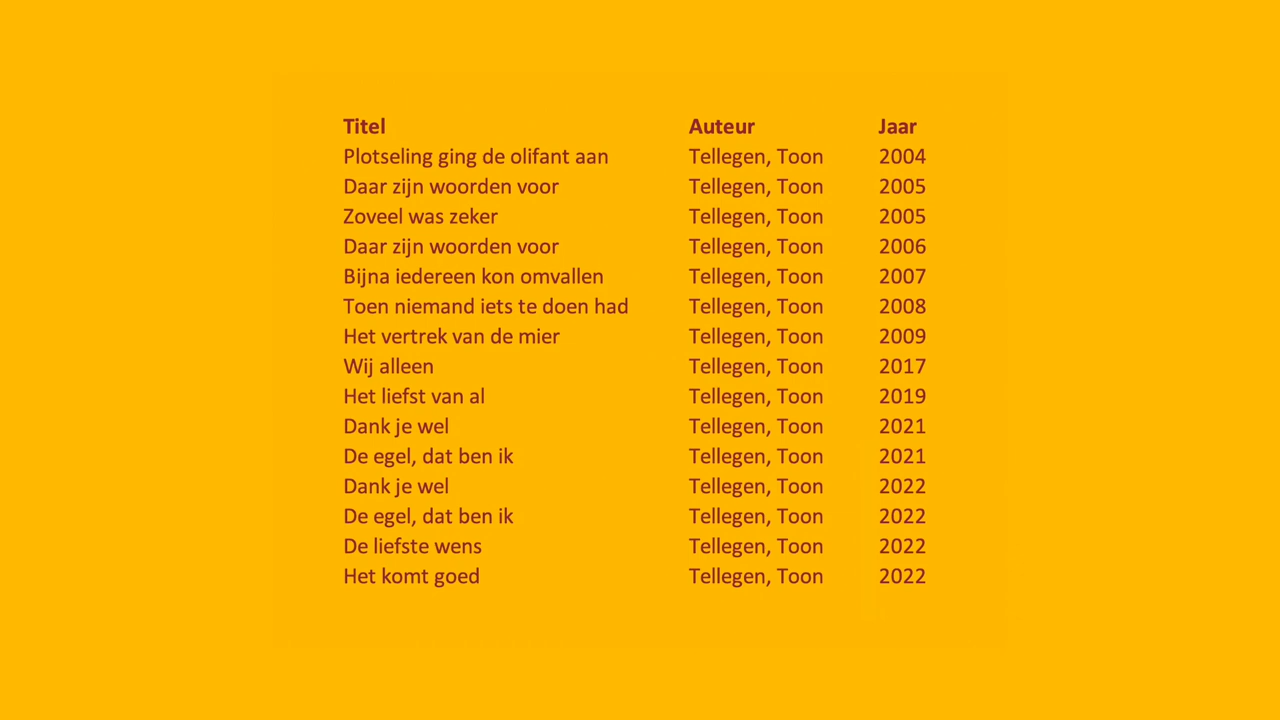 Titel Auteur Jaar
Plotseling ging de olifant aan Tellegen, Toon 2004
Daar zijn woorden voor Tellegen, Toon 2005
Zoveel was zeker Tellegen, Toon 2005
Daar zijn woorden voor Tellegen, Toon 2006
Bijna iedereen kon omvallen Tellegen, Toon 2007
Toen niemand iets te doen had Tellegen, Toon 2008
Het vertrek van de mier Tellegen, Toon 2009
Wij alleen Tellegen, Toon 2017
Het liefst van al Tellegen, Toon 2019
Dank je wel Tellegen, Toon 2021
De egel, dat ben ik Tellegen, Toon 2021
Dank je wel Tellegen, Toon 2022
De egel, dat ben ik Tellegen, Toon 2022
De liefste wens Tellegen, Toon 2022
Het komt goed Tellegen, Toon 2022